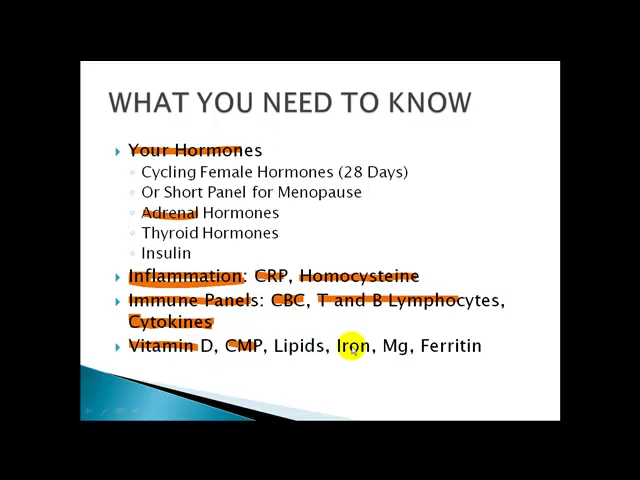 WHAT YOU NEED TO KNOW
Your Hormones
Cycling Female Hormones (28 Days)
Or Short Panel for Menopause
Adrenal Hormones
Thyroid Hormones
Insulin
Inflammation: CRP, Homocysteine
Immune Panels: CBC, T and B Lymphocytes,
Cytokines
Vitamin D, CMP, Lipids, Iron, Mg, Ferritin